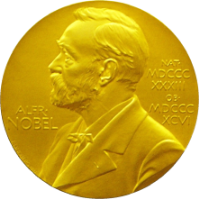 ALFR·
NOBEL
NAT·
MDCCC
XXXIII
OB·
MDCCC
XCVI